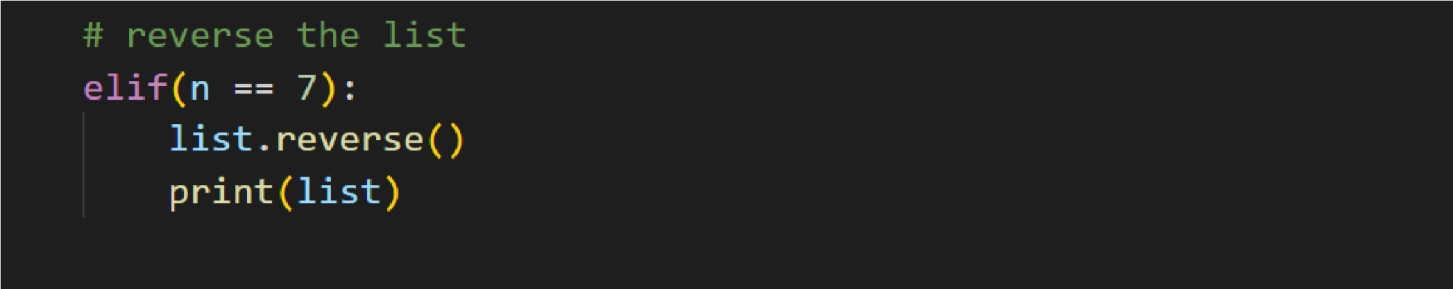 # reverse the list
elif(n == 7):
    list.reverse()
    print(list)